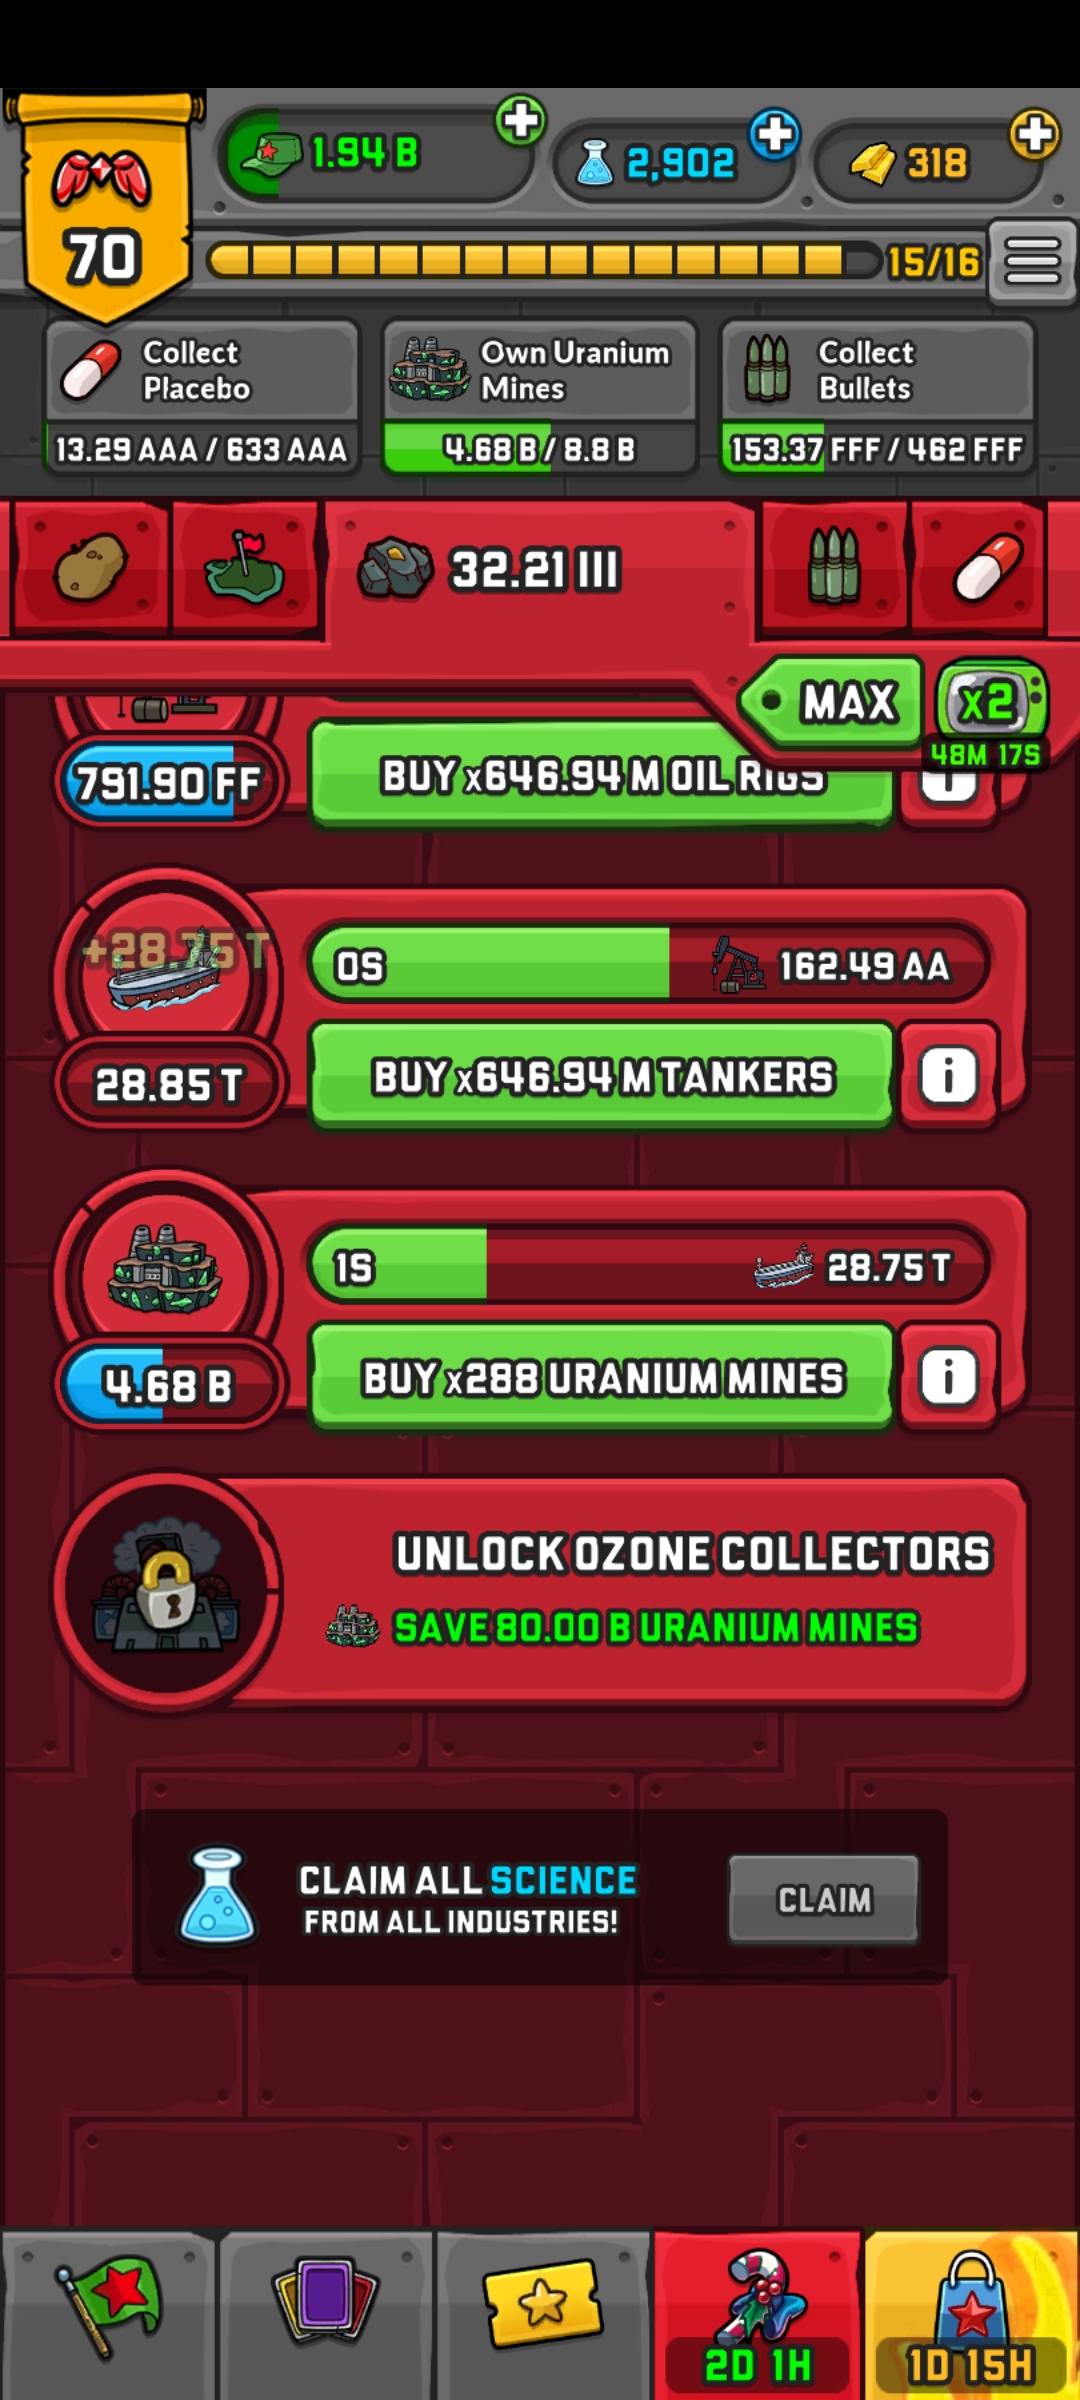 1.94 B
2,902
318
70
15/16
Collect
Placebo
13.29 AAA / 633 AAA
Own Uranium
Mines
4.68 B / 8.8 B
Collect
Bullets
153.37 FFF / 462 FFF
32.21 III
MAX
x2
48M 17S
791.90 FF
BUY x646.94 M OIL RIGS
+28.75 T
0S
162.49 AA
28.85 T
BUY x646.94 M TANKERS
i
1S
28.75 T
4.68 B
BUY x288 URANIUM MINES
i
UNLOCK OZONE COLLECTORS
SAVE 80.00 B URANIUM MINES
CLAIM ALL SCIENCE
FROM ALL INDUSTRIES!
CLAIM
2D 1H
1D 15H